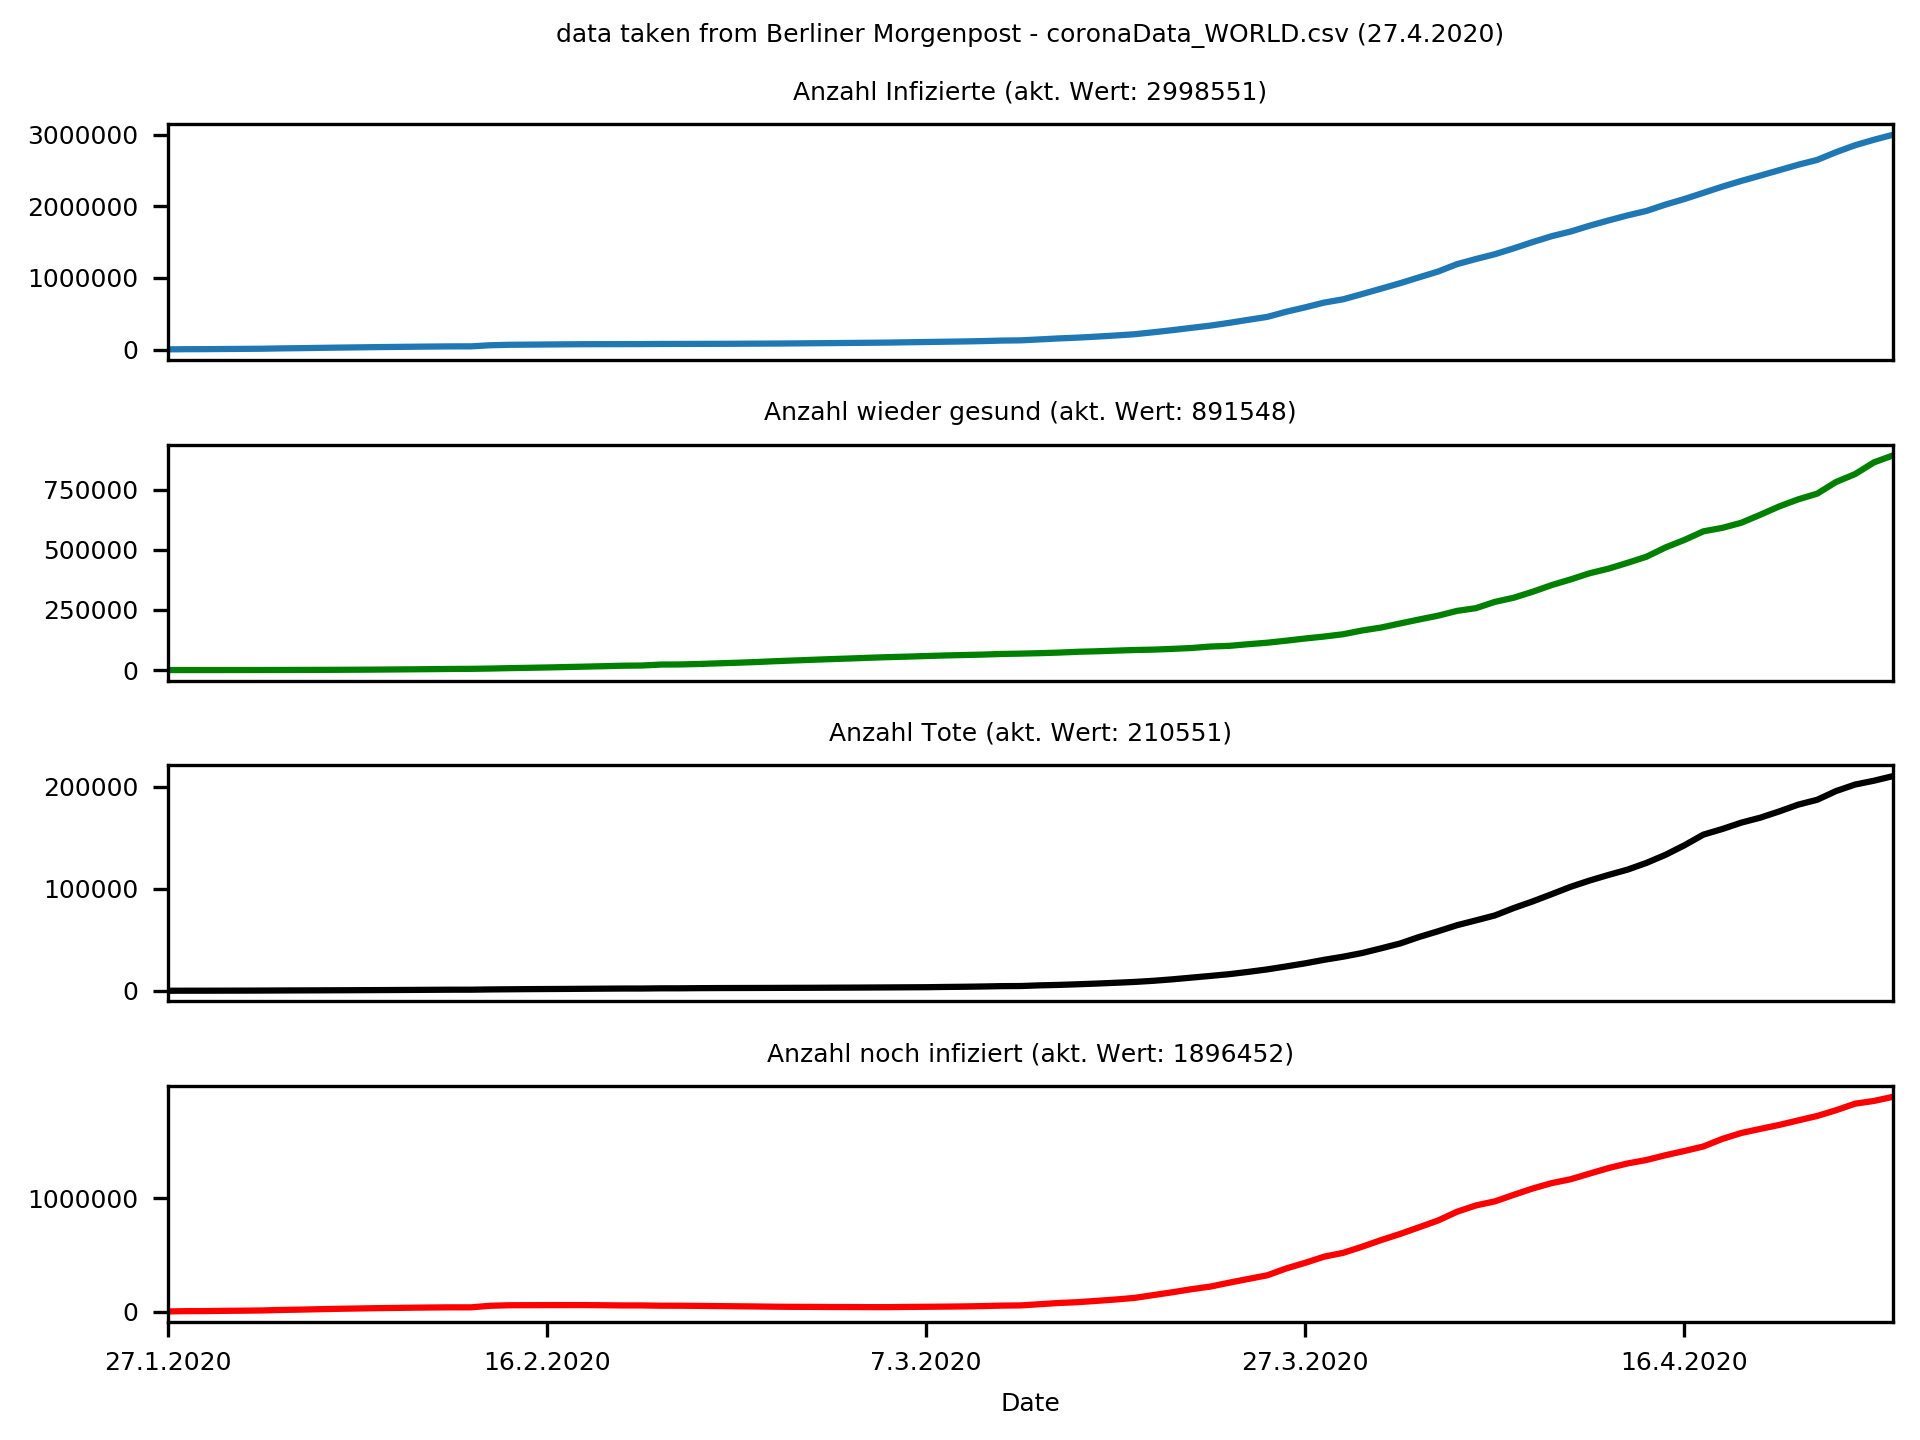 data taken from Berliner Morgenpost - coronaData_WORLD.csv (27.4.2020)
Anzahl Infizierte (akt. Wert: 2998551)
3000000
2000000
1000000
0
Anzahl wieder gesund (akt. Wert: 891548)
750000
500000
250000
0
Anzahl Tote (akt. Wert: 210551)
200000
100000
0
Anzahl noch infiziert (akt. Wert: 1896452)
1000000
0
27.1.2020 16.2.2020 7.3.2020 27.3.2020 16.4.2020
Date